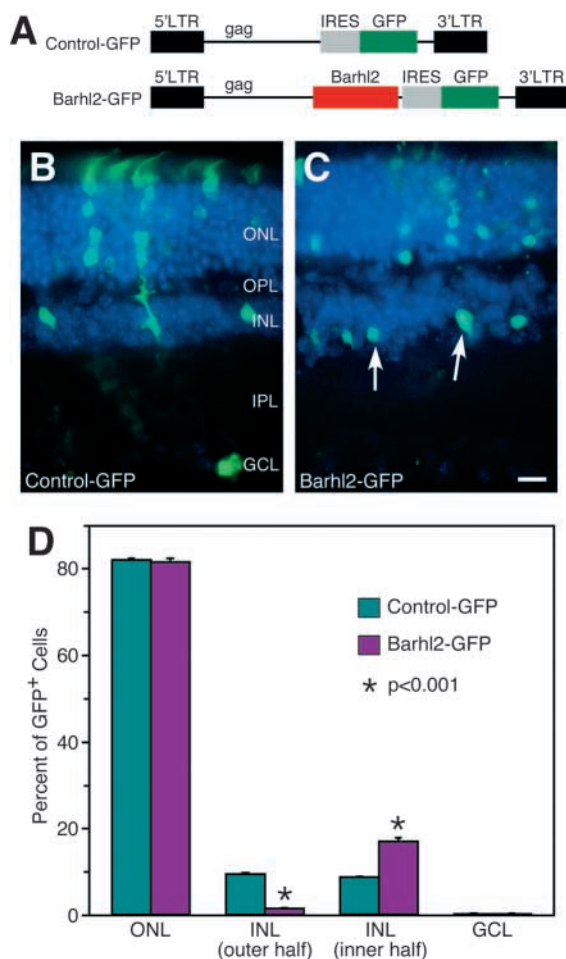 A
5'LTR gag IRES GFP 3'LTR
Control-GFP
5'LTR gag Barhl2 IRES GFP 3'LTR
Barhl2-GFP
B
ONL
OPL
INL
IPL
GCL
Control-GFP
C
Barhl2-GFP
D
Percent of GFP+ Cells
80
60
40
20
0
Control-GFP
Barhl2-GFP
* p<0.001
*
*
ONL
INL
(outer half)
INL
(inner half)
GCL